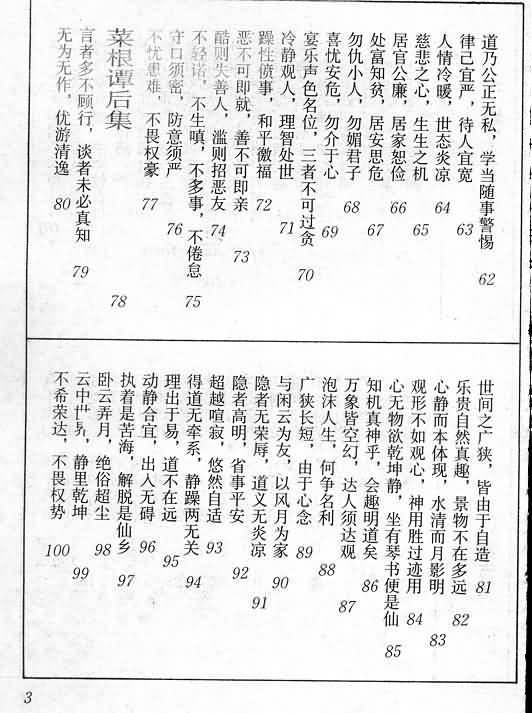 道乃公正无私，学当随事警惕 62
律己宜严，待人宜宽 63
人情冷暖，世态炎凉 64
慈悲之心，生生之机 65
居官公廉，居家恕俭 66
处富知贫，居安思危 67
勿仇小人，勿媚君子 68
喜忧安危，勿介于心 69
宴乐声色名位，三者不可过贪 70
冷静观人，理智处世 71
躁性偾事，和平徼福 72
恶不可即就，善不可即亲 73
酷则失善人，滥则招恶友 74
不轻诺，不生嗔，不多事，不倦怠 75
守口须密，防意须严 76
不忧患难，不畏权豪 77
菜根谭后集 78
言者多不顾行，谈者未必真知 79
无为无作，优游清逸 80
世间之广狭，皆由于自造 81
乐贵自然真趣，景物不在多远 82
心静而本体现，水清而月影明 83
观形不如观心，神用胜过迹用 84
心无物欲乾坤静，坐有琴书便是仙 85
知机真神乎，会趣明道矣 86
万象皆空幻，达人须达观 87
泡沫人生，何争名利 88
广狭长短，由于心念 89
与闲云为友，以风月为家 90
隐者无荣辱，道义无炎凉 91
隐者高明，省事平安 92
超越喧寂，悠然自适 93
得道无牵系，静躁两无关 94
理出于易，道不在远 95
动静合宜，出入无碍 96
执着是苦海，解脱是仙乡 97
卧云弄月，绝俗超尘 98
云中世界，静里乾坤 99
不希荣达，不畏权势 100
3